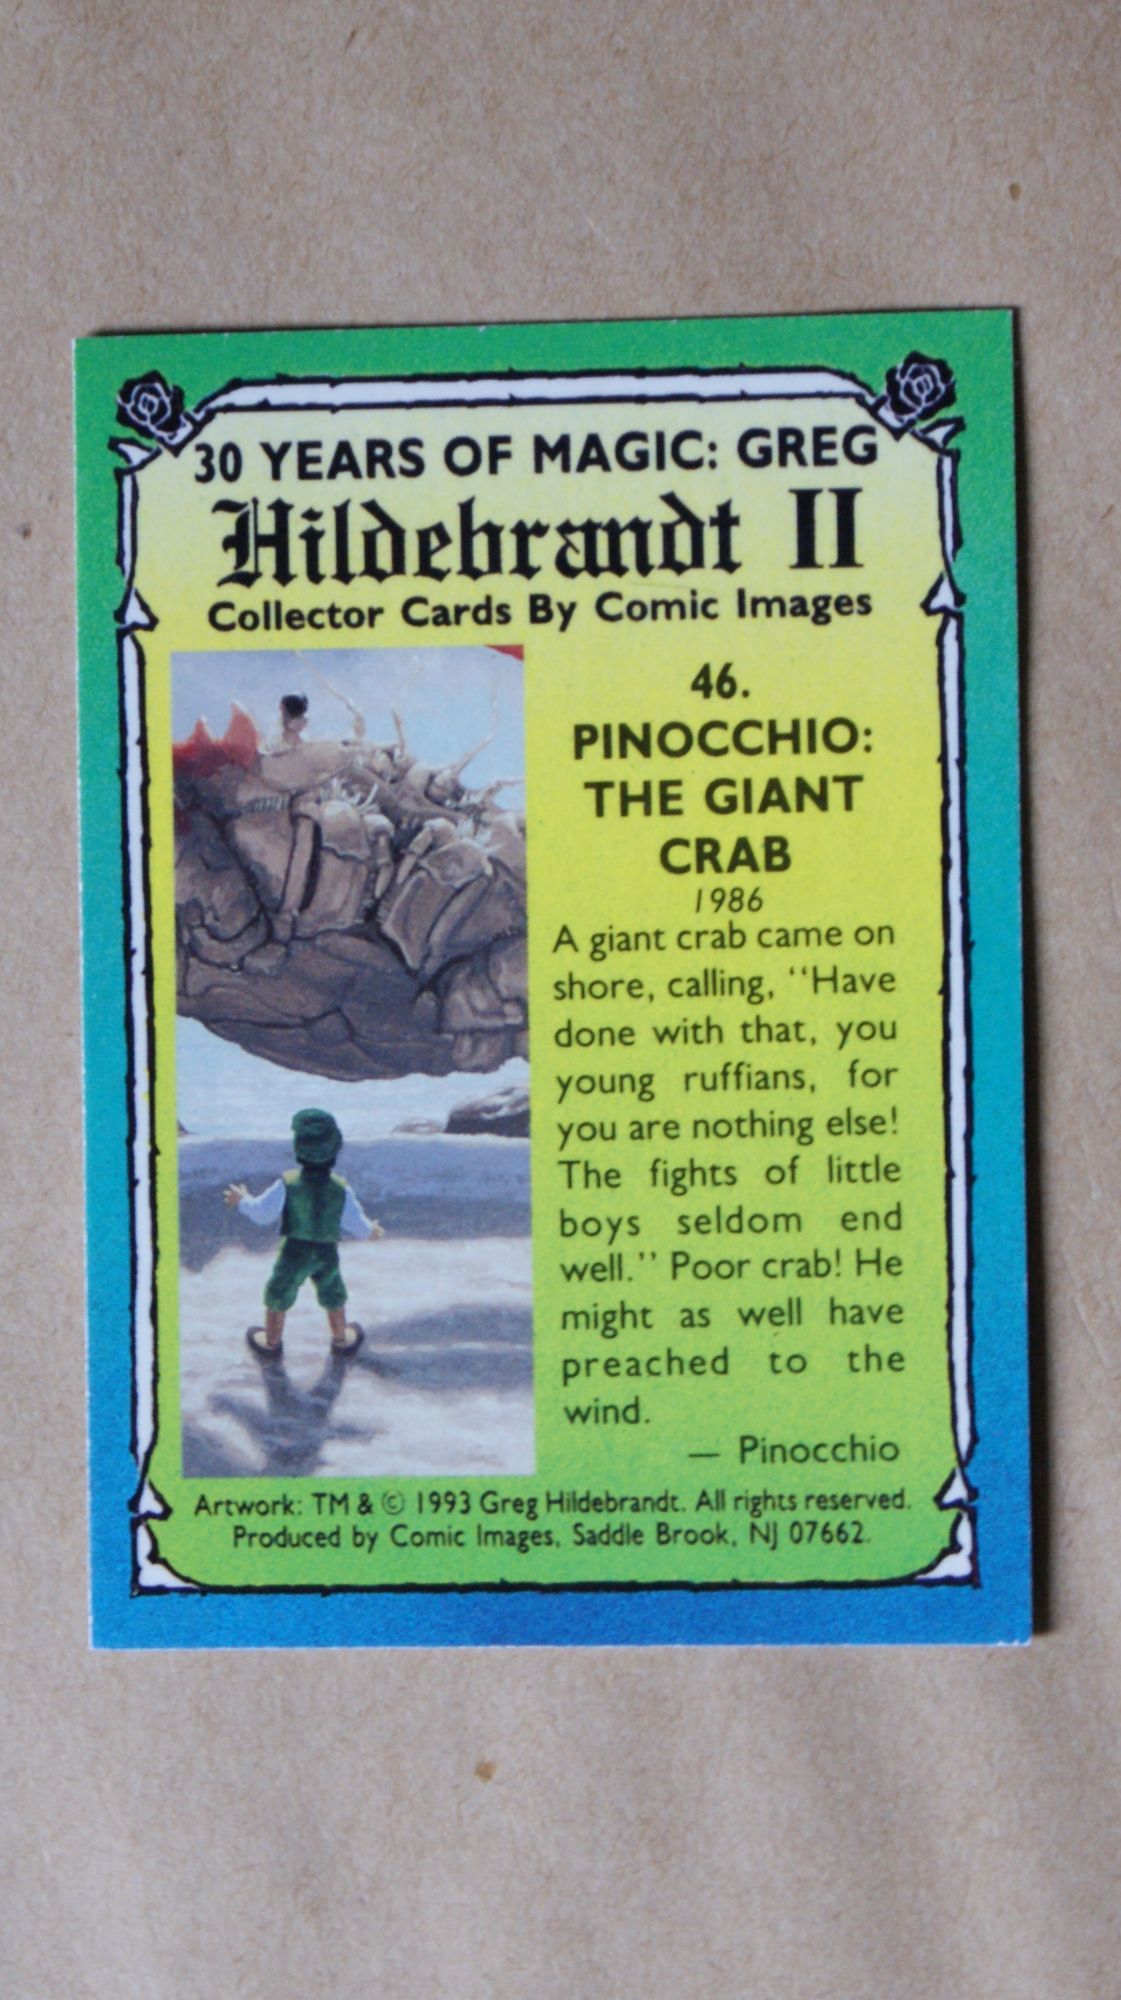 30 YEARS OF MAGIC: GREG
Hildebrandt II
Collector Cards By Comic Images
46.
PINOCCHIO:
THE GIANT
CRAB
1986
A giant crab came on
shore, calling, "Have
done with that, you
young ruffians, for
you are nothing else!
The fights of little
boys seldom end
well." Poor crab! He
might as well have
preached to the
wind.
— Pinocchio
Artwork: TM & © 1993 Greg Hildebrandt. All rights reserved.
Produced by Comic Images, Saddle Brook, NJ 07662.